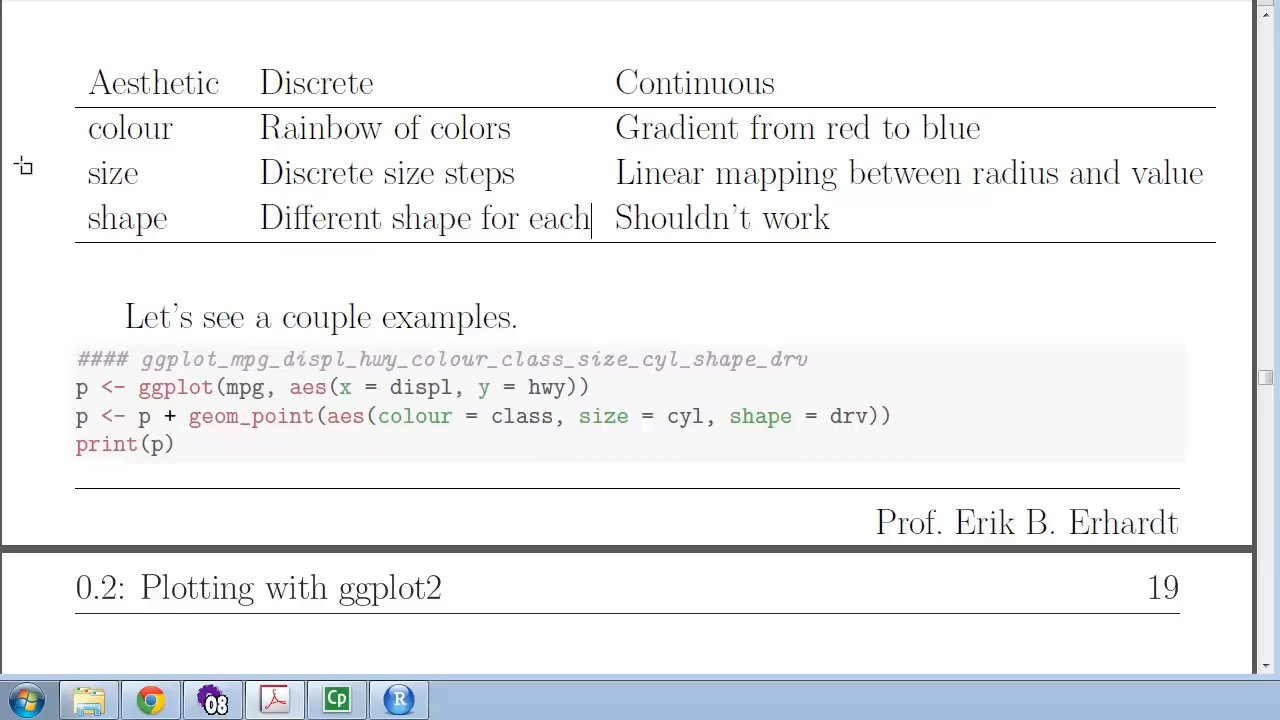 Aesthetic Discrete Continuous
colour Rainbow of colors Gradient from red to blue
size Discrete size steps Linear mapping between radius and value
shape Different shape for each Shouldn't work
Let's see a couple examples.
#### ggplot_mpg_displ_hwy_colour_class_size_cyl_shape_drv
p <- ggplot(mpg, aes(x = displ, y = hwy))
p <- p + geom_point(aes(colour = class, size = cyl, shape = drv))
print(p)
Prof. Erik B. Erhardt
0.2: Plotting with ggplot2 19
08 Cp R